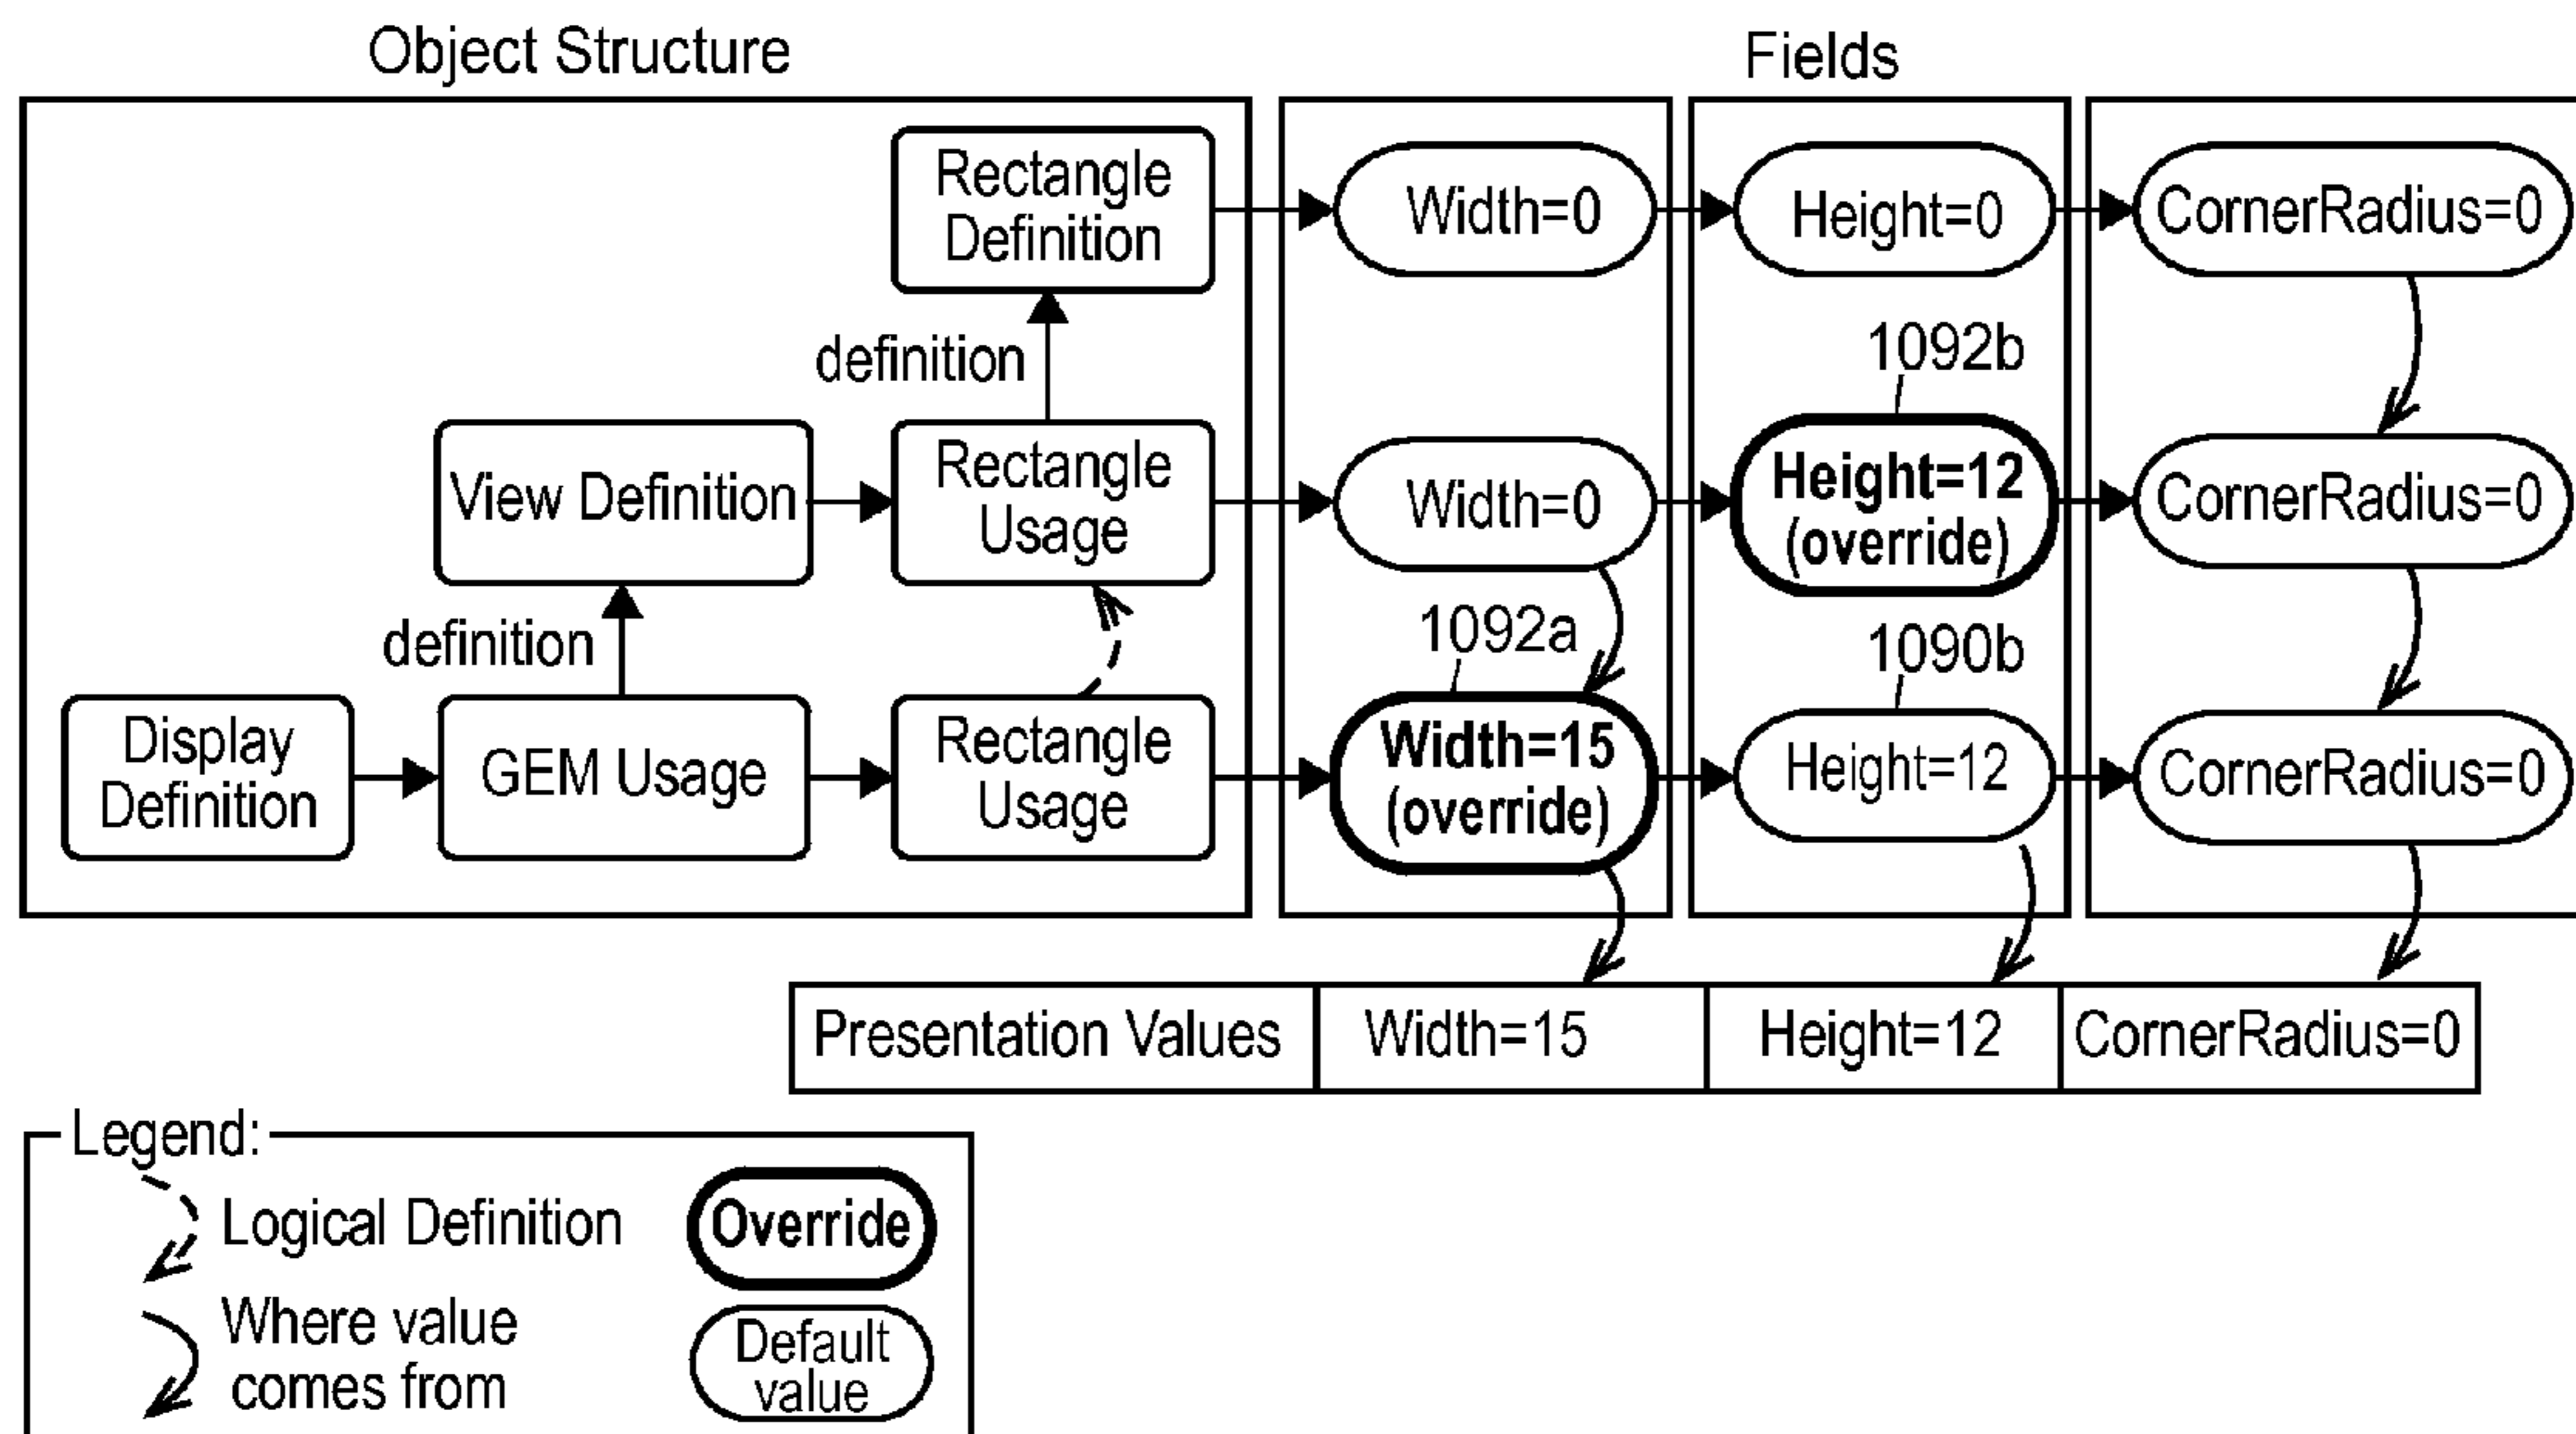 Object Structure
Fields
Rectangle
Definition
Width=0
Height=0
CornerRadius=0
definition
1092b
View Definition
Rectangle
Usage
Width=0
Height=12
(override)
CornerRadius=0
definition
1092a
1090b
Display
Definition
GEM Usage
Rectangle
Usage
Width=15
(override)
Height=12
CornerRadius=0
Presentation Values
Width=15
Height=12
CornerRadius=0
Legend:
Logical Definition
Override
Where value
comes from
Default
value